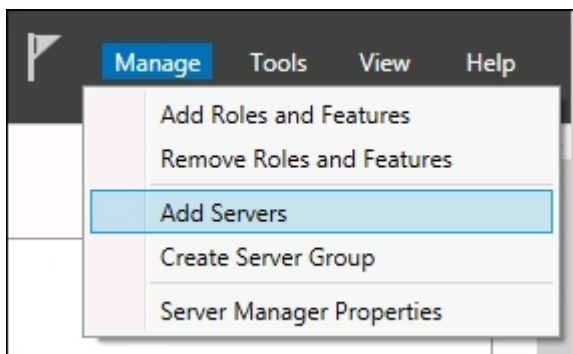 Manage Tools View Help
Add Roles and Features
Remove Roles and Features
Add Servers
Create Server Group
Server Manager Properties